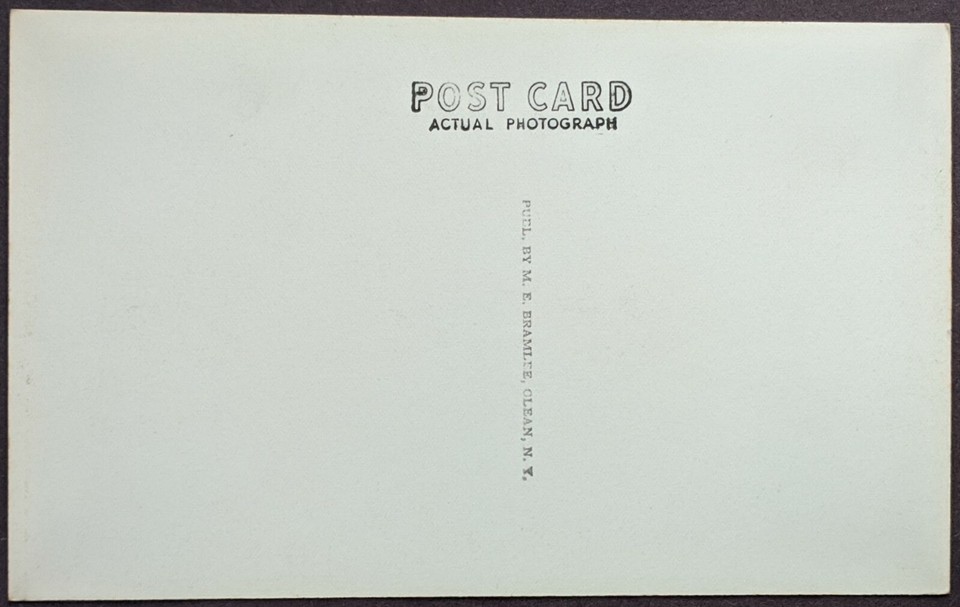 POST CARD
ACTUAL PHOTOGRAPH
PUBL. BY M. E. BRAMLEE, OLEAN, N. Y.